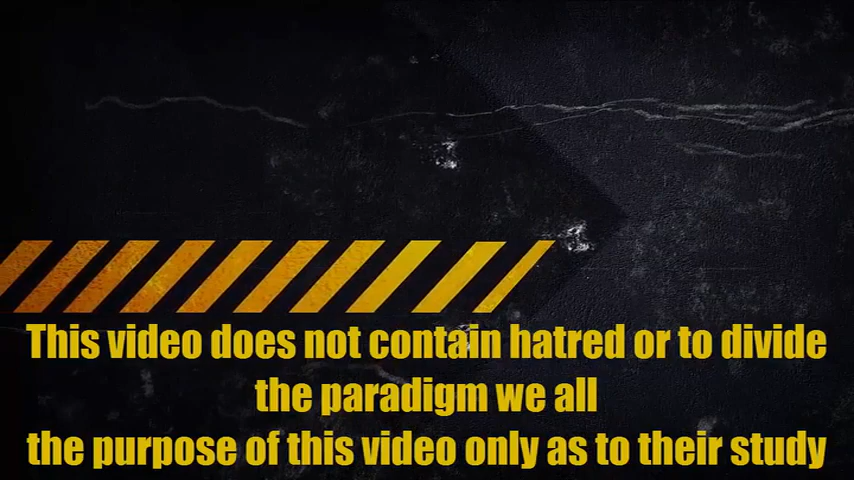 This video does not contain hatred or to divide
the paradigm we all
the purpose of this video only as to their study